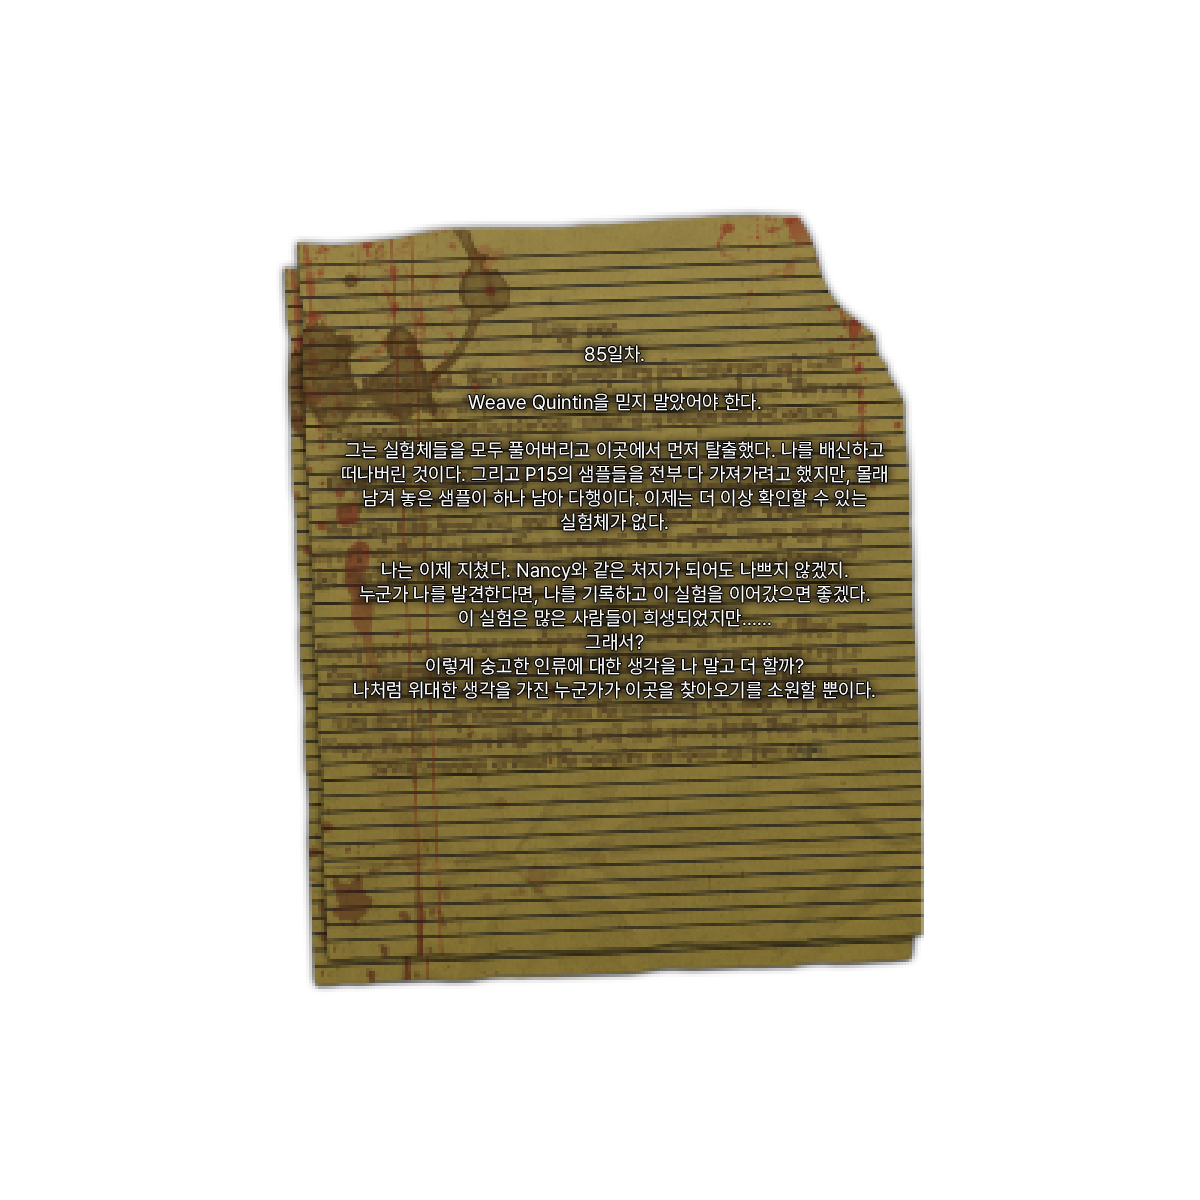 85일차.
Weave Quintin을 믿지 말았어야 한다.
그는 실험체들을 모두 풀어버리고 이곳에서 먼저 탈출했다. 나를 배신하고
떠나버린 것이다. 그리고 P15의 샘플들을 전부 다 가져가려고 했지만, 몰래
남겨 놓은 샘플이 하나 남아 다행이다. 이제는 더 이상 확인할 수 있는
실험체가 없다.
나는 이제 지쳤다. Nancy와 같은 처지가 되어도 나쁘지 않겠지.
누군가 나를 발견한다면, 나를 기록하고 이 실험을 이어갔으면 좋겠다.
이 실험은 많은 사람들이 희생되었지만......
그래서?
이렇게 숭고한 인류에 대한 생각을 나 말고 더 할까?
나처럼 위대한 생각을 가진 누군가가 이곳을 찾아오기를 소원할 뿐이다.